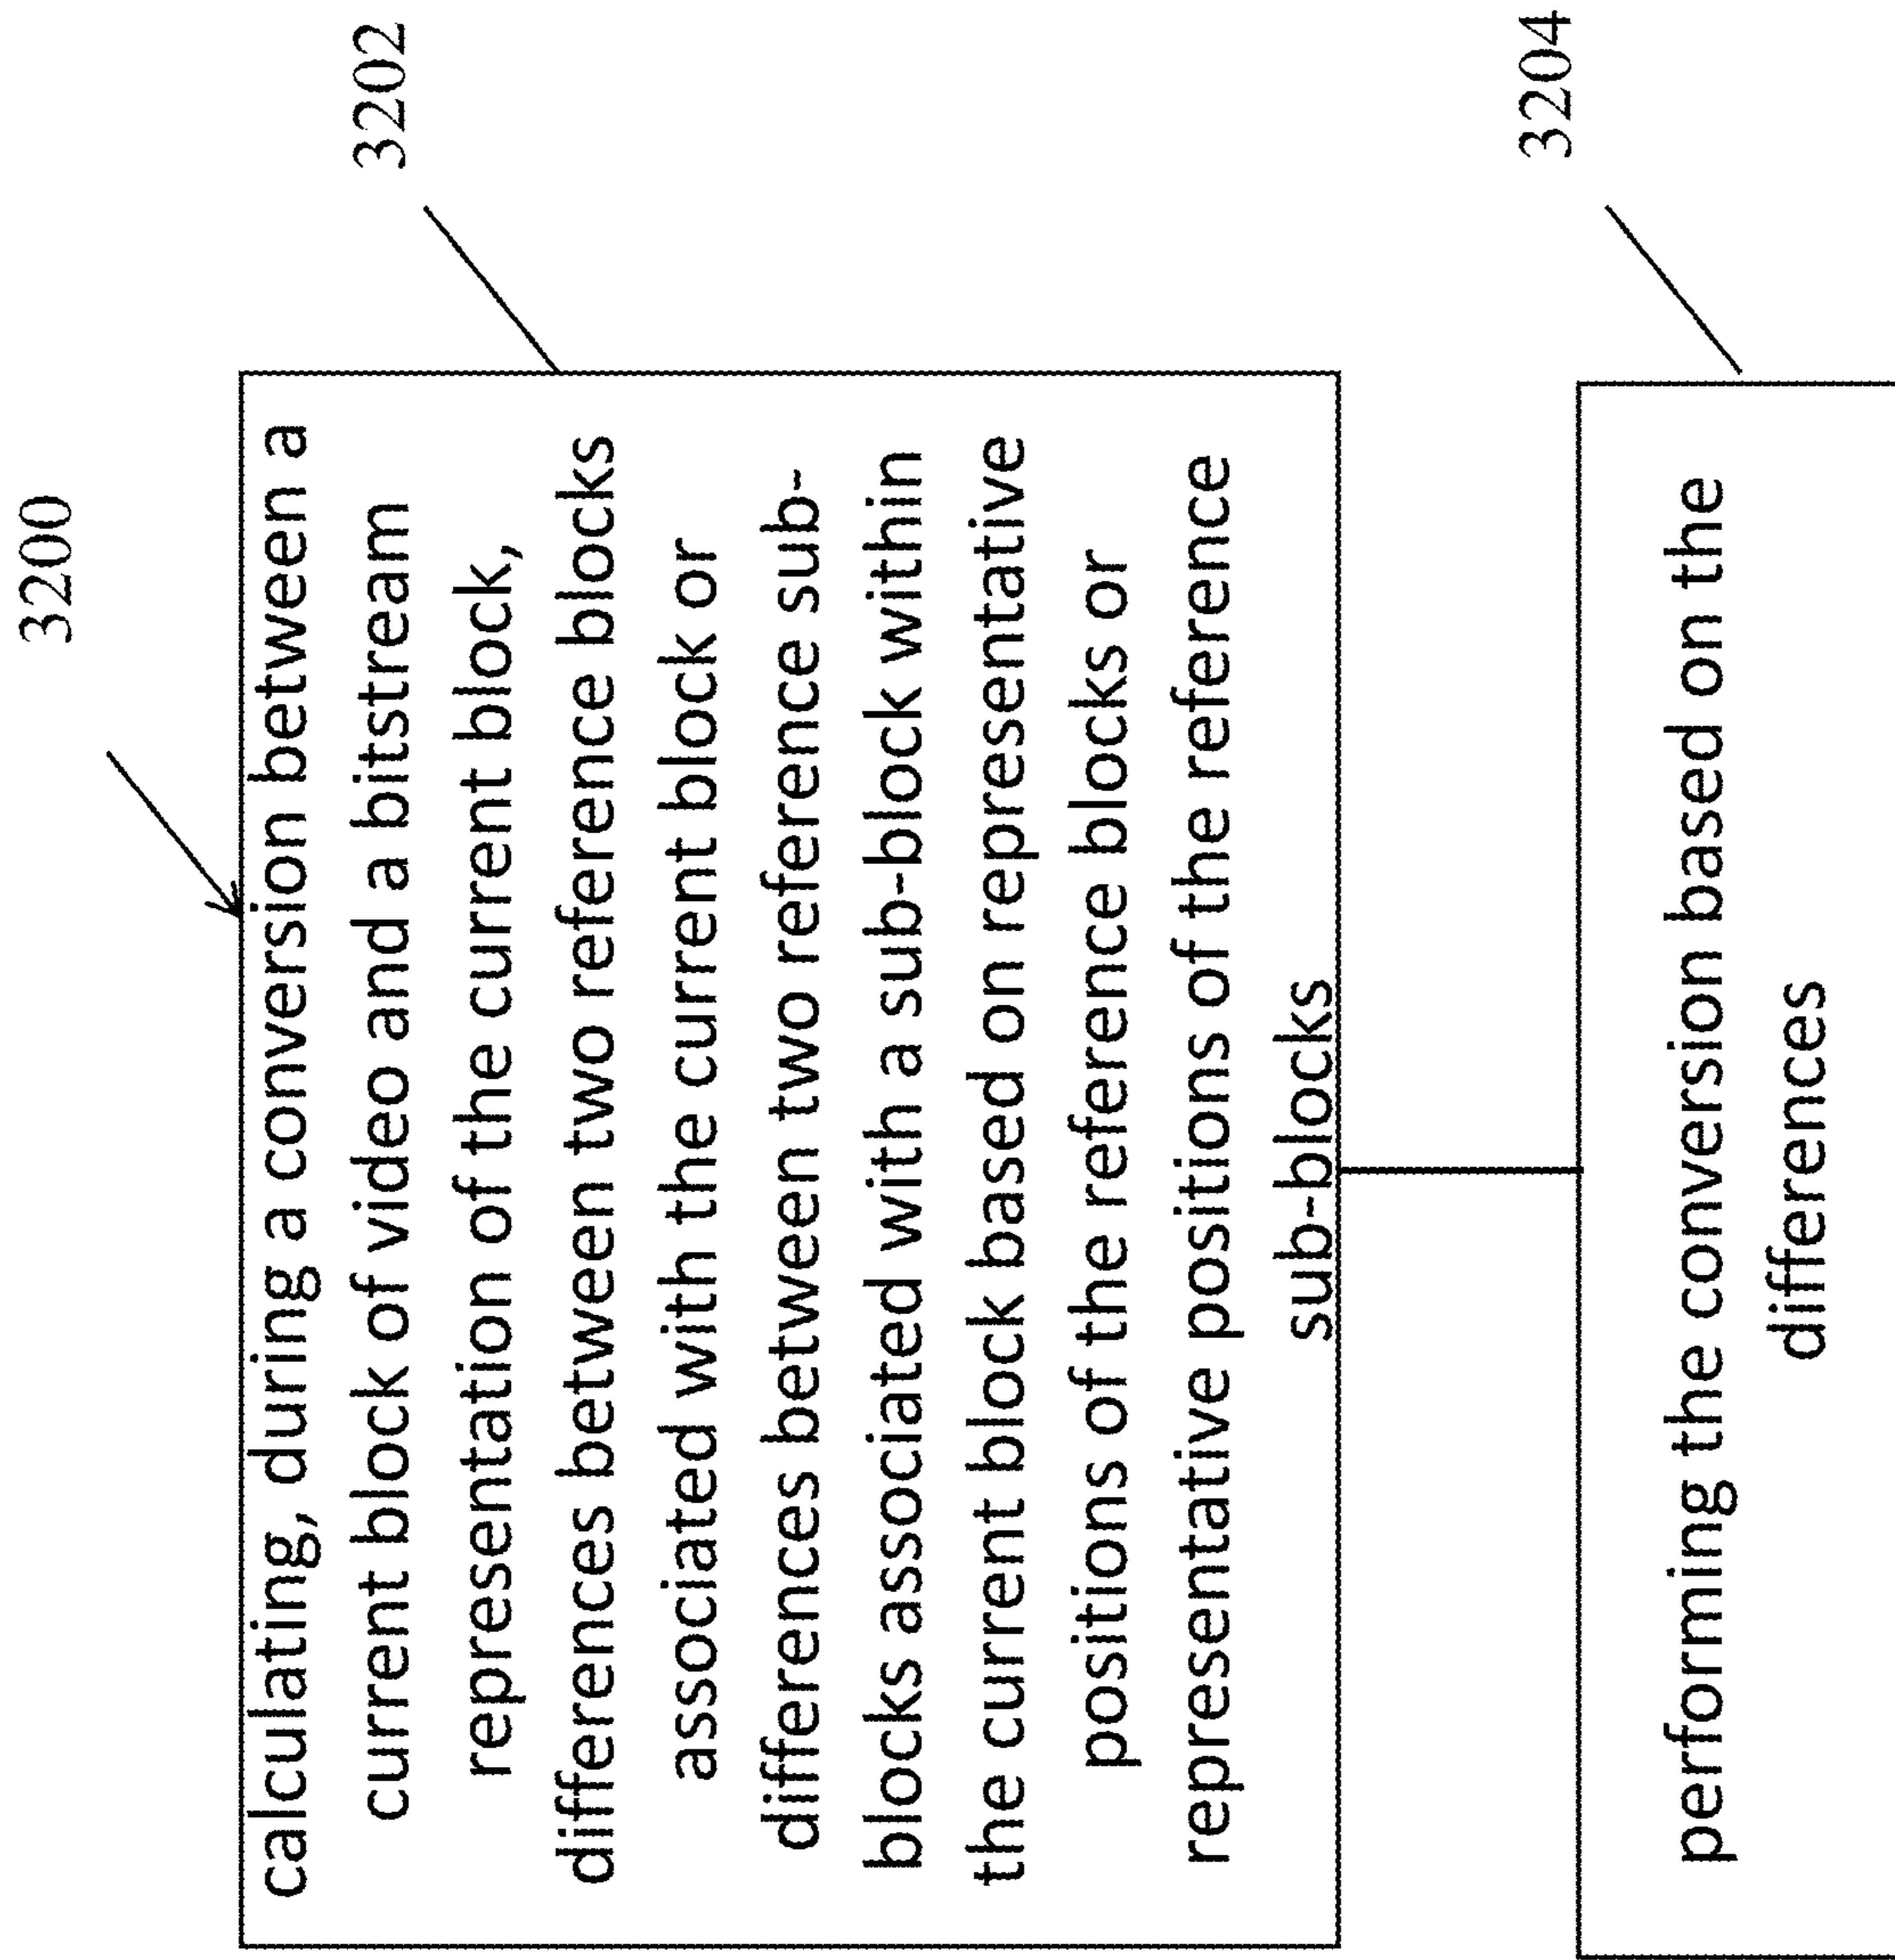 3200
3202
calculating, during a conversion between a
current block of video and a bitstream
representation of the current block,
differences between two reference blocks
associated with the current block or
differences between two reference sub-
blocks associated with a sub-block within
the current block based on representative
positions of the reference blocks or
representative positions of the reference
sub-blocks
3204
performing the conversion based on the
differences